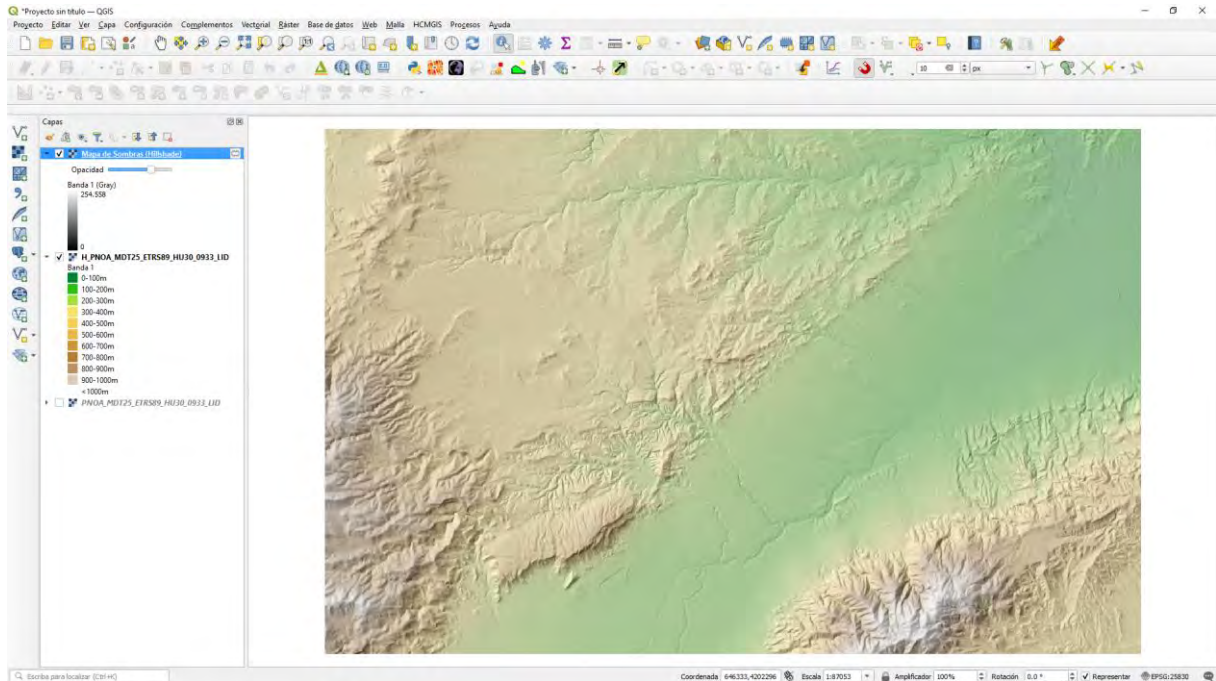 *Proyecto sin título — QGIS
Proyecto Editar Ver Capa Configuración Complementos Vectorial Ráster Base de datos Web Malla HCMGIS Procesos Ayuda
10 px
Capas
Mapa de Sombras (Hillshade)
Opacidad
Banda 1 (Gray)
254.558
0
H_PNOA_MDT25_ETRS89_HU30_0933_LID
Banda 1
0-100m
100-200m
200-300m
300-400m
400-500m
500-600m
600-700m
700-800m
800-900m
900-1000m
<1000m
PNOA_MDT25_ETRS89_HU30_0933_LID
Escriba para localizar (Ctrl+K) Coordenada 646333,4202296 Escala 1:87053 Amplificador 100% Rotación 0.0 ° Representar EPSG:25830